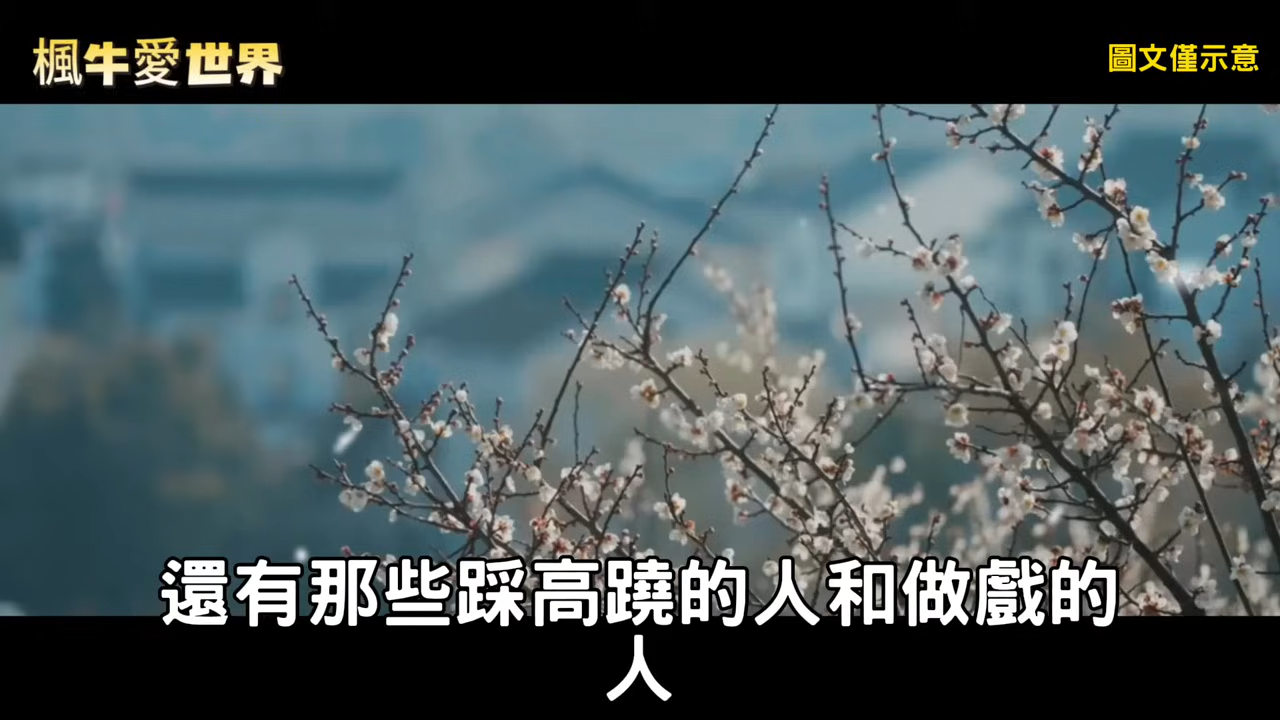 楓牛愛世界
圖文僅示意
還有那些踩高蹺的人和做戲的
人